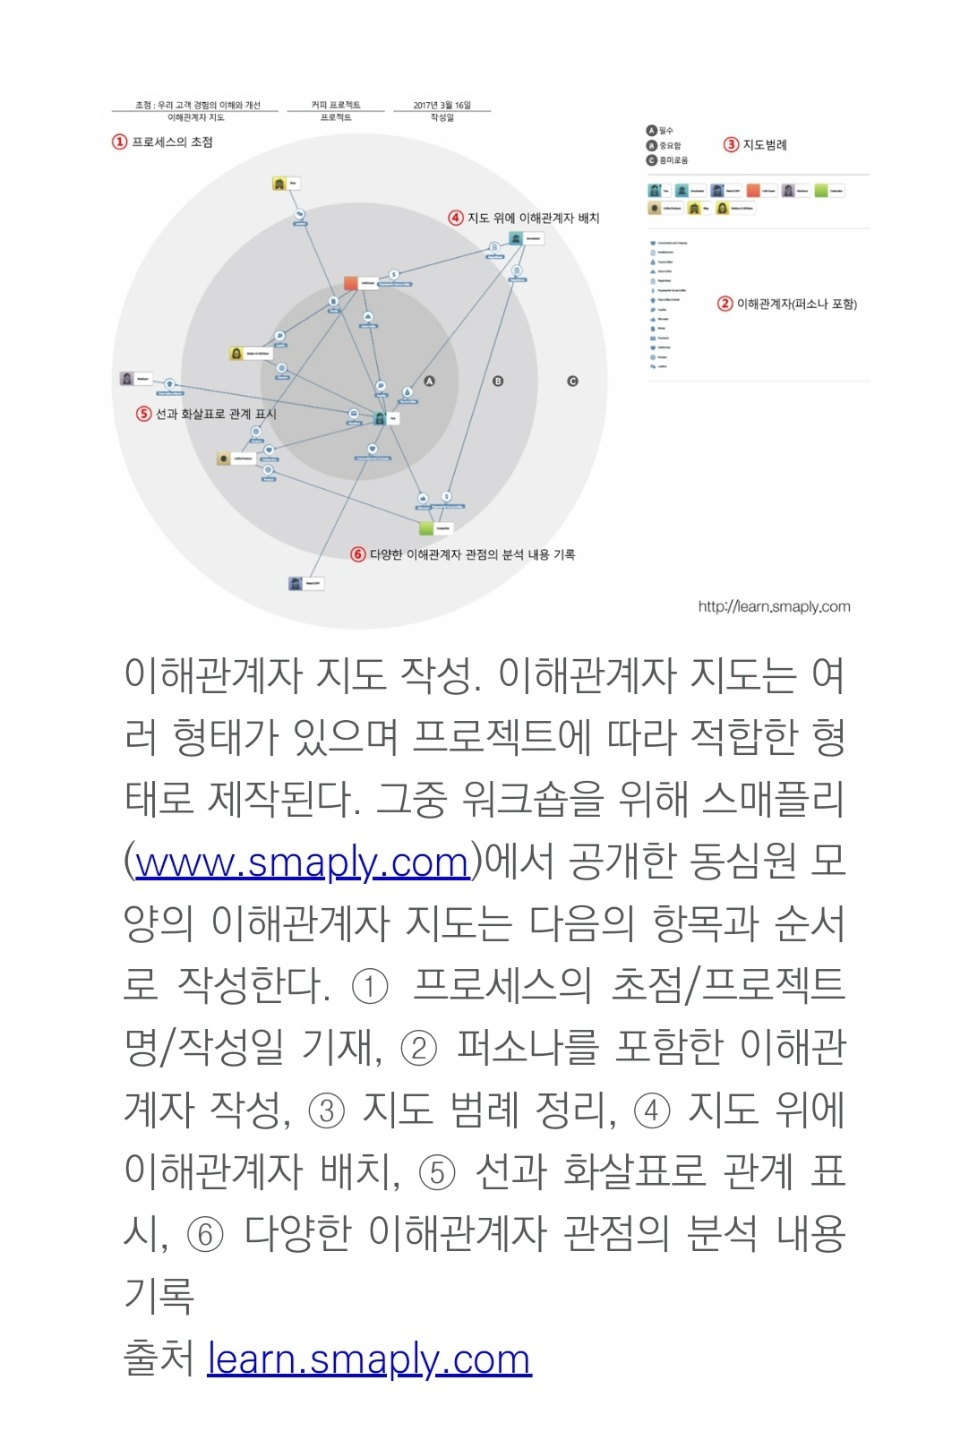 초점 : 우리 고객 경험의 이해와 개선
이해관계자 지도
커피 프로젝트
프로젝트
2017년 3월 16일
작성일
① 프로세스의 초점
A 필수
A 중요함
C 흥미로움
③ 지도범례
④ 지도 위에 이해관계자 배치
② 이해관계자(퍼소나 포함)
A
B
C
⑤ 선과 화살표로 관계 표시
⑥ 다양한 이해관계자 관점의 분석 내용 기록
http://learn.smaply.com
이해관계자 지도 작성. 이해관계자 지도는 여
러 형태가 있으며 프로젝트에 따라 적합한 형
태로 제작된다. 그중 워크숍을 위해 스매플리
(www.smaply.com)에서 공개한 동심원 모
양의 이해관계자 지도는 다음의 항목과 순서
로 작성한다. ① 프로세스의 초점/프로젝트
명/작성일 기재, ② 퍼소나를 포함한 이해관
계자 작성, ③ 지도 범례 정리, ④ 지도 위에
이해관계자 배치, ⑤ 선과 화살표로 관계 표
시, ⑥ 다양한 이해관계자 관점의 분석 내용
기록
출처 learn.smaply.com